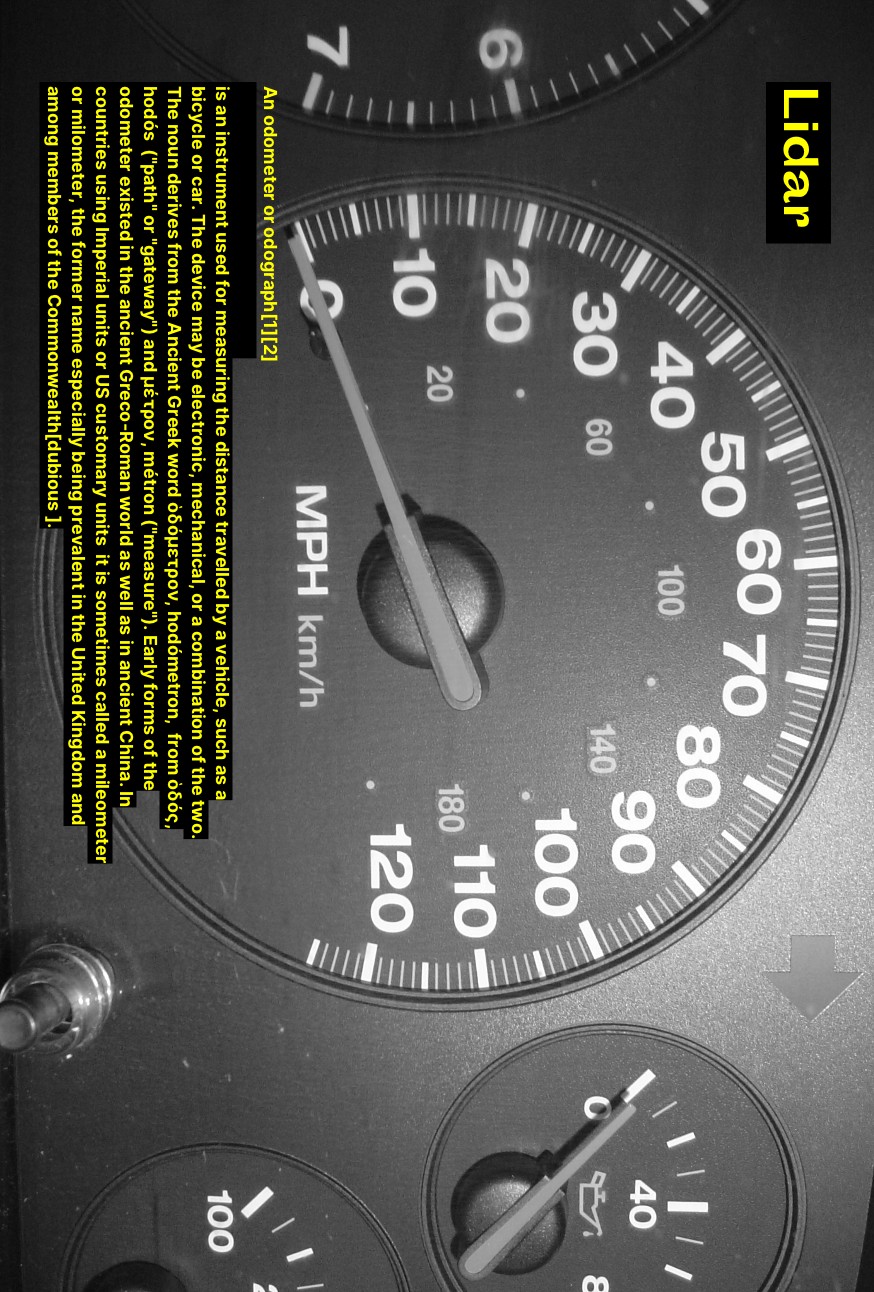 Lidar
60
70
50
80
40
100
90
30
60
140
20
100
6
10
20
180
110
0
MPH km/h
120
7
40
0
80
100
An odometer or odograph[1][2]
is an instrument used for measuring the distance travelled by a vehicle, such as a
bicycle or car. The device may be electronic, mechanical, or a combination of the two.
The noun derives from the Ancient Greek word ὁδόμετρον, hodómetron, from ὁδός,
hodós ("path" or "gateway") and μέτρον, métron ("measure"). Early forms of the
odometer existed in the ancient Greco-Roman world as well as in ancient China. In
countries using Imperial units or US customary units it is sometimes called a mileometer
or milometer, the former name especially being prevalent in the United Kingdom and
among members of the Commonwealth[dubious ].